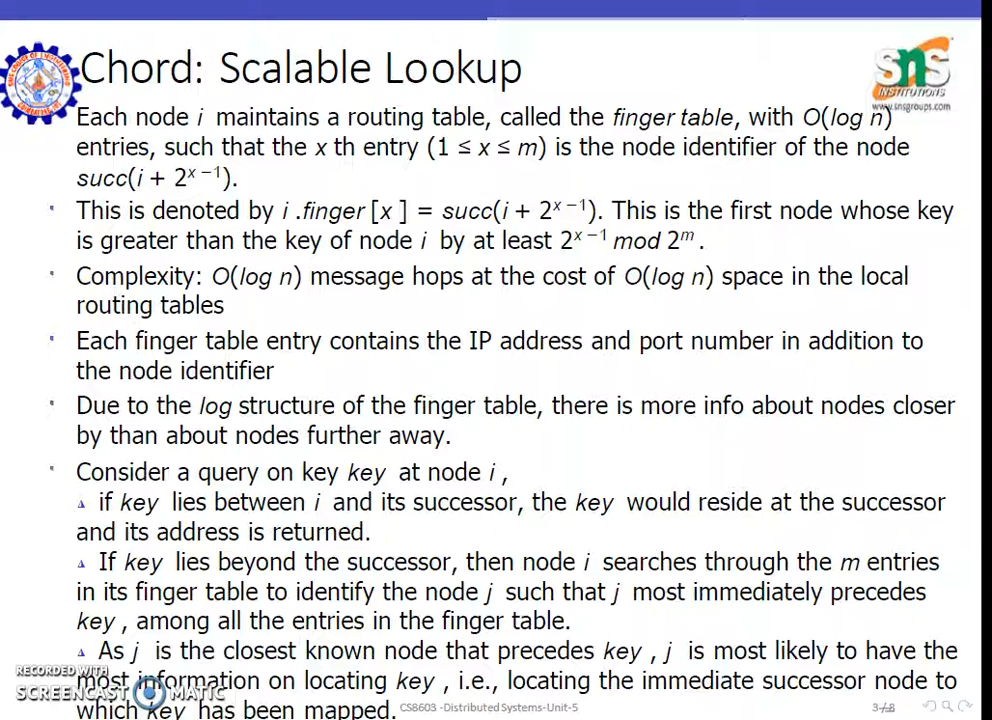 Chord: Scalable Lookup
SNS
INSTITUTIONS
www.snsgroups.com
Each node i maintains a routing table, called the finger table, with O(log n)
entries, such that the x th entry (1 ≤ x ≤ m) is the node identifier of the node
succ(i + 2^{x−1}).
This is denoted by i .finger [x ] = succ(i + 2^{x−1}). This is the first node whose key
is greater than the key of node i by at least 2^{x−1} mod 2^m .
Complexity: O(log n) message hops at the cost of O(log n) space in the local
routing tables
Each finger table entry contains the IP address and port number in addition to
the node identifier
Due to the log structure of the finger table, there is more info about nodes closer
by than about nodes further away.
Consider a query on key key at node i ,
if key lies between i and its successor, the key would reside at the successor
and its address is returned.
If key lies beyond the successor, then node i searches through the m entries
in its finger table to identify the node j such that j most immediately precedes
key , among all the entries in the finger table.
As j is the closest known node that precedes key , j is most likely to have the
most information on locating key , i.e., locating the immediate successor node to
which key has been mapped.
RECORDED WITH
SCREENCAST MATIC
CS8603 -Distributed Systems-Unit-5
3 / 8